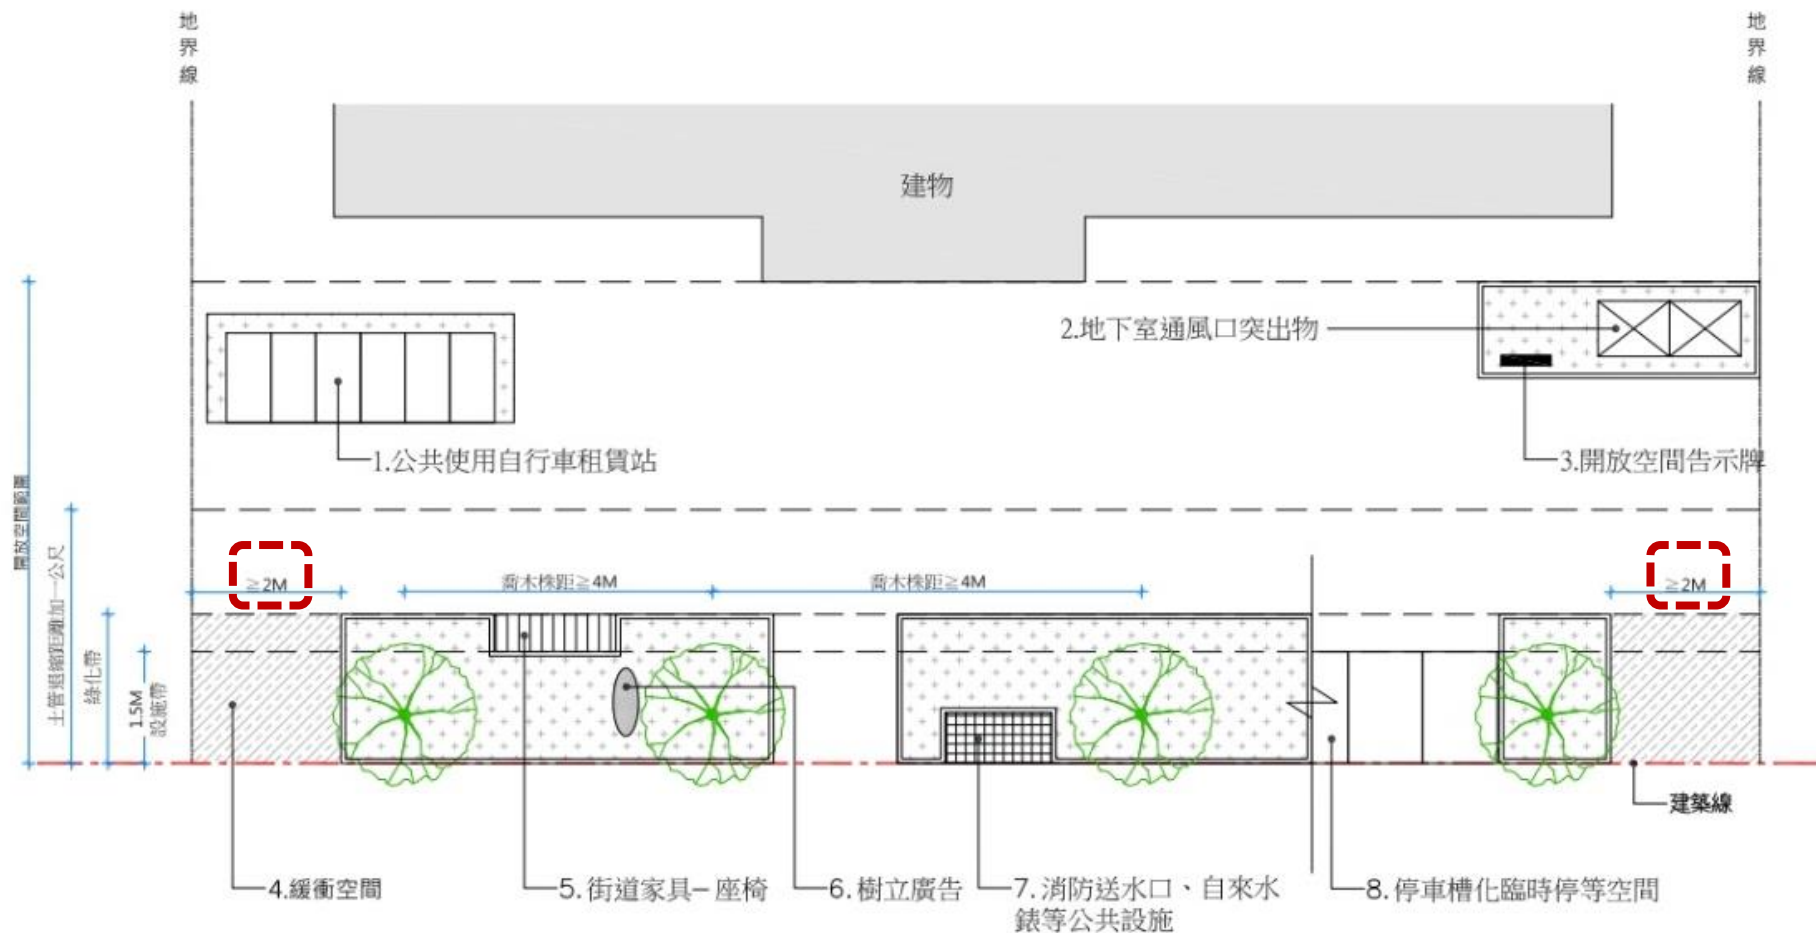 地界線
地界線
建物
2.地下室通風口突出物
1.公共使用自行車租賃站
3.開放空間告示牌
開放空間範圍
土管退縮距離加一公尺
綠化帶
1.5M
設施帶
≧2M
喬木株距≧4M
喬木株距≧4M
≧2M
建築線
4.緩衝空間
5.街道家具-座椅
6.樹立廣告
7.消防送水口、自來水
錶等公共設施
8.停車槽化臨時停等空間